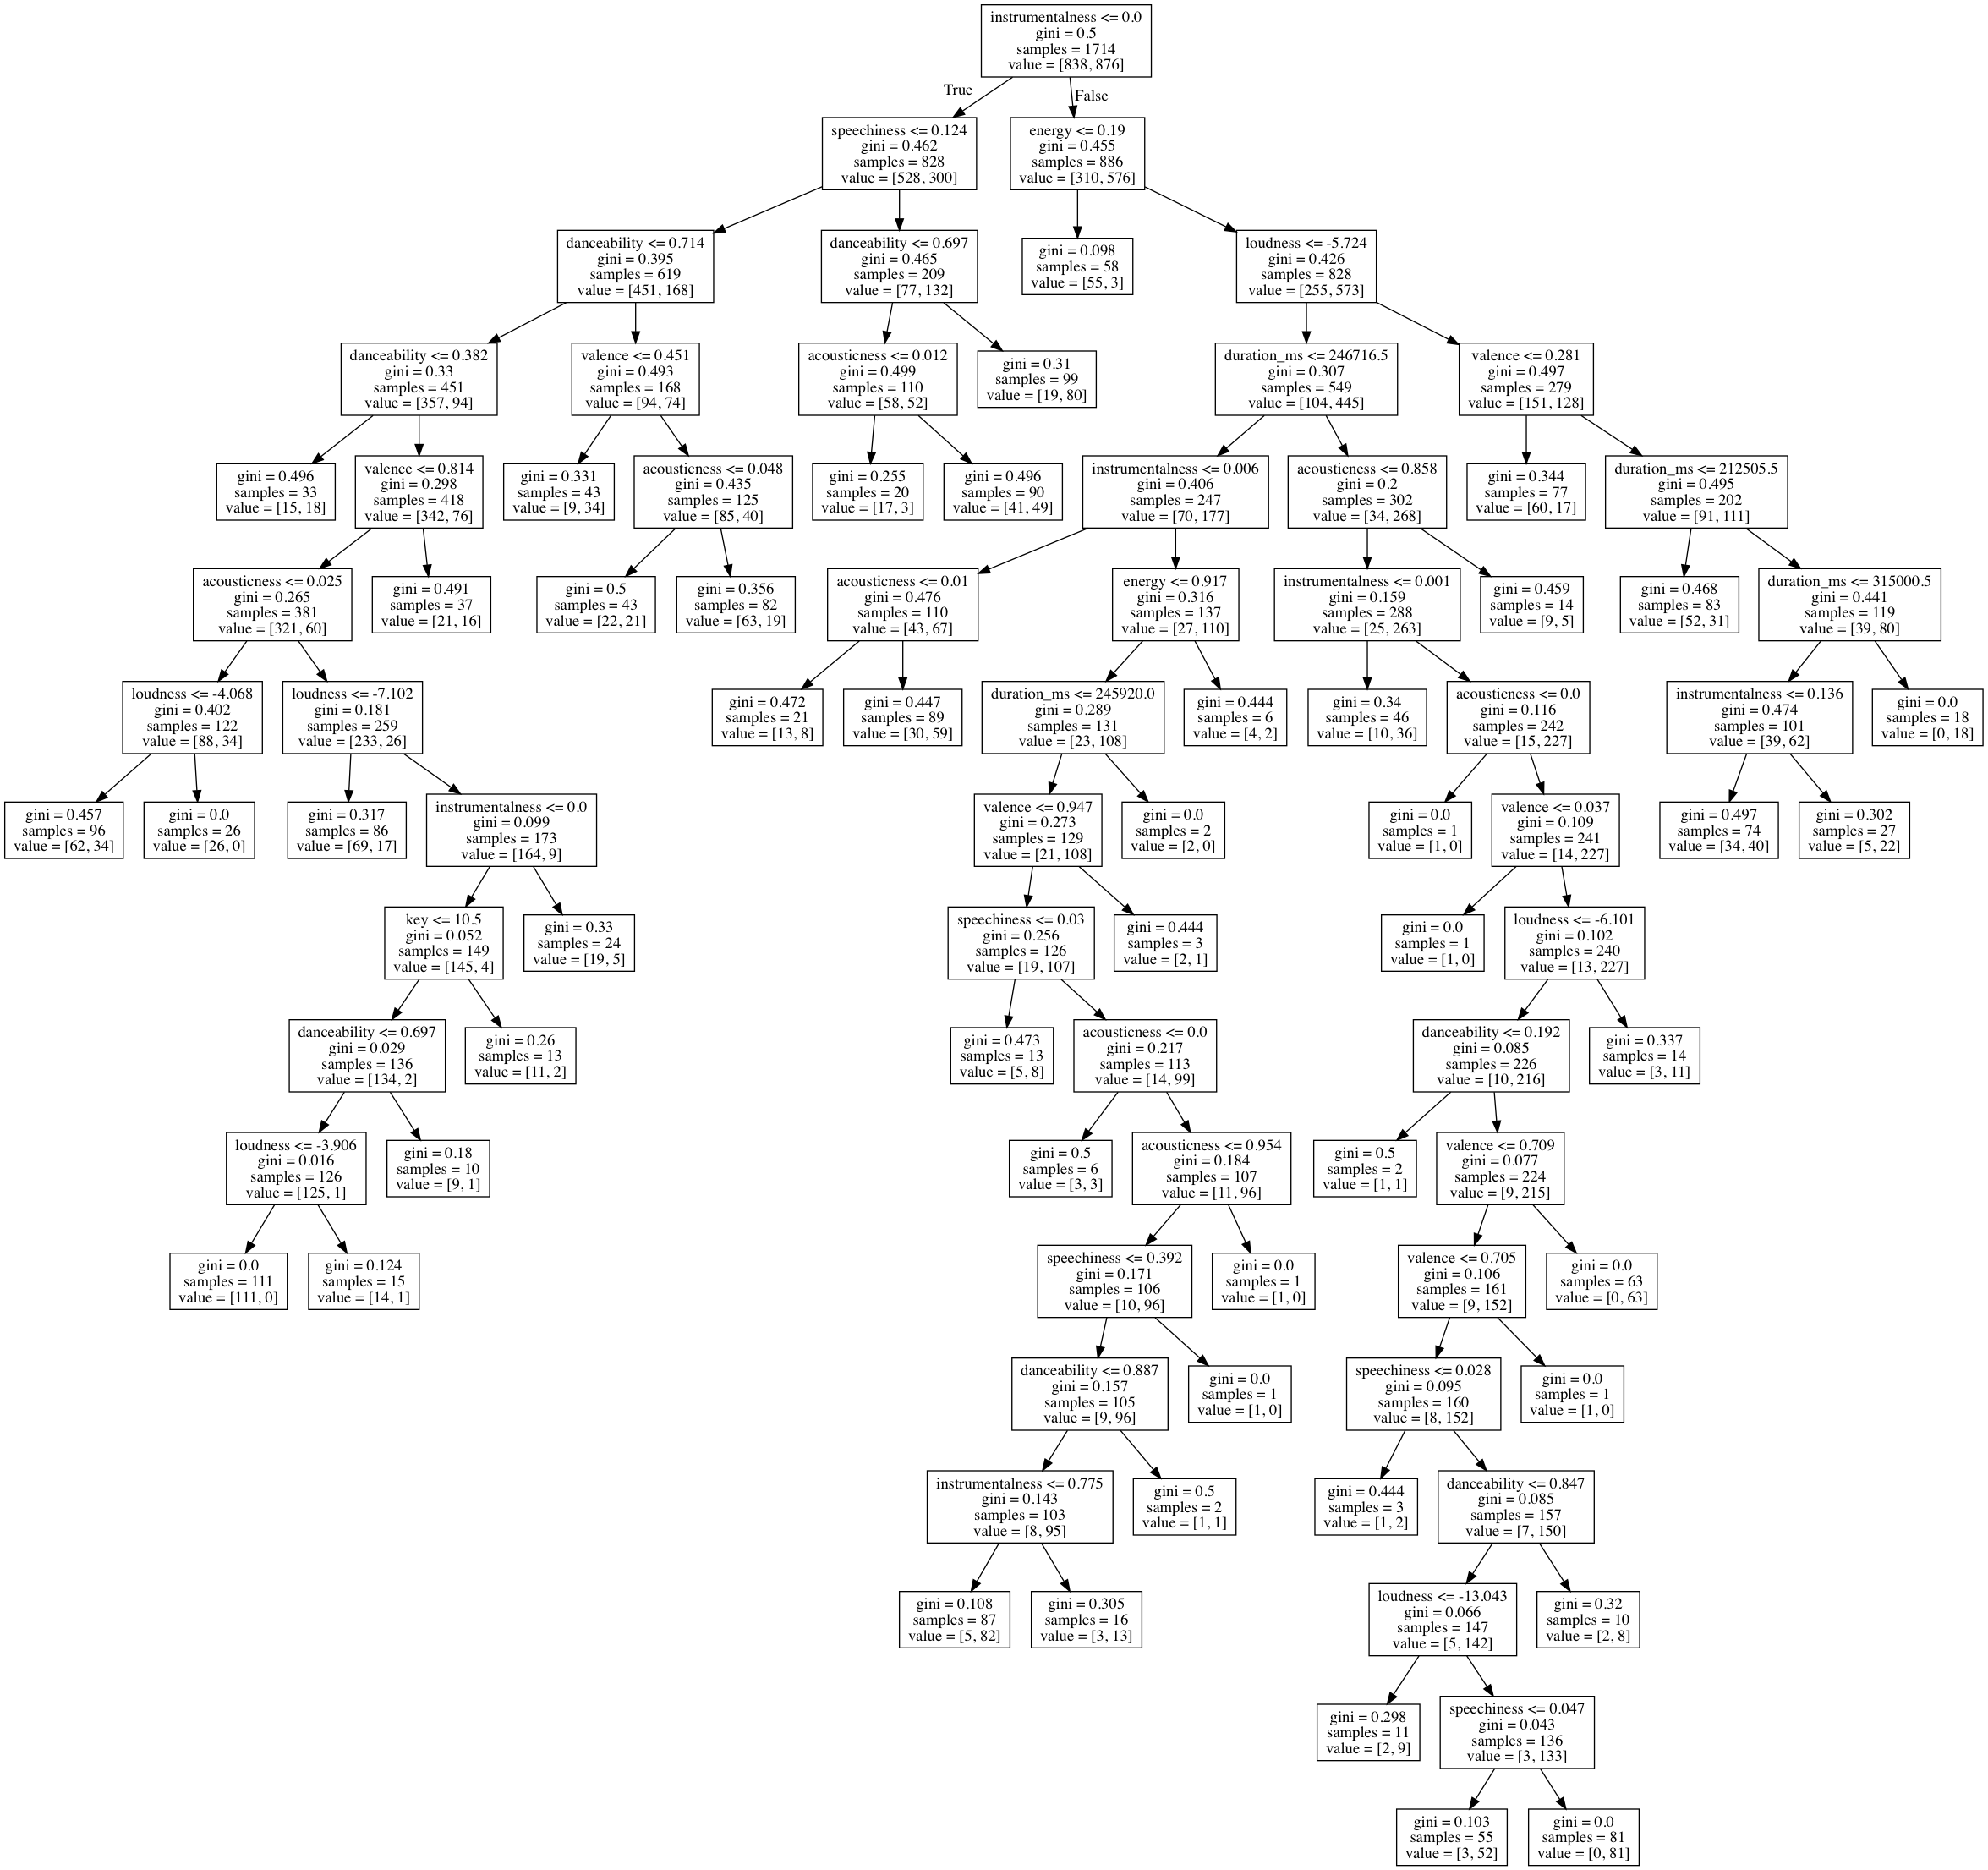 instrumentalness <= 0.0
gini = 0.5
samples = 1714
value = [838, 876]
True
False
speechiness <= 0.124
gini = 0.462
samples = 828
value = [528, 300]
energy <= 0.19
gini = 0.455
samples = 886
value = [310, 576]
danceability <= 0.714
gini = 0.395
samples = 619
value = [451, 168]
danceability <= 0.697
gini = 0.465
samples = 209
value = [77, 132]
gini = 0.098
samples = 58
value = [55, 3]
loudness <= -5.724
gini = 0.426
samples = 828
value = [255, 573]
danceability <= 0.382
gini = 0.33
samples = 451
value = [357, 94]
valence <= 0.451
gini = 0.493
samples = 168
value = [94, 74]
acousticness <= 0.012
gini = 0.499
samples = 110
value = [58, 52]
gini = 0.31
samples = 99
value = [19, 80]
duration_ms <= 246716.5
gini = 0.307
samples = 549
value = [104, 445]
valence <= 0.281
gini = 0.497
samples = 279
value = [151, 128]
gini = 0.496
samples = 33
value = [15, 18]
valence <= 0.814
gini = 0.298
samples = 418
value = [342, 76]
gini = 0.331
samples = 43
value = [9, 34]
acousticness <= 0.048
gini = 0.435
samples = 125
value = [85, 40]
gini = 0.255
samples = 20
value = [17, 3]
gini = 0.496
samples = 90
value = [41, 49]
instrumentalness <= 0.006
gini = 0.406
samples = 247
value = [70, 177]
acousticness <= 0.858
gini = 0.2
samples = 302
value = [34, 268]
gini = 0.344
samples = 77
value = [60, 17]
duration_ms <= 212505.5
gini = 0.495
samples = 202
value = [91, 111]
acousticness <= 0.025
gini = 0.265
samples = 381
value = [321, 60]
gini = 0.491
samples = 37
value = [21, 16]
gini = 0.5
samples = 43
value = [22, 21]
gini = 0.356
samples = 82
value = [63, 19]
acousticness <= 0.01
gini = 0.476
samples = 110
value = [43, 67]
energy <= 0.917
gini = 0.316
samples = 137
value = [27, 110]
instrumentalness <= 0.001
gini = 0.159
samples = 288
value = [25, 263]
gini = 0.459
samples = 14
value = [9, 5]
gini = 0.468
samples = 83
value = [52, 31]
duration_ms <= 315000.5
gini = 0.441
samples = 119
value = [39, 80]
loudness <= -4.068
gini = 0.402
samples = 122
value = [88, 34]
loudness <= -7.102
gini = 0.181
samples = 259
value = [233, 26]
gini = 0.472
samples = 21
value = [13, 8]
gini = 0.447
samples = 89
value = [30, 59]
duration_ms <= 245920.0
gini = 0.289
samples = 131
value = [23, 108]
gini = 0.444
samples = 6
value = [4, 2]
gini = 0.34
samples = 46
value = [10, 36]
acousticness <= 0.0
gini = 0.116
samples = 242
value = [15, 227]
instrumentalness <= 0.136
gini = 0.474
samples = 101
value = [39, 62]
gini = 0.0
samples = 18
value = [0, 18]
gini = 0.457
samples = 96
value = [62, 34]
gini = 0.0
samples = 26
value = [26, 0]
gini = 0.317
samples = 86
value = [69, 17]
instrumentalness <= 0.0
gini = 0.099
samples = 173
value = [164, 9]
valence <= 0.947
gini = 0.273
samples = 129
value = [21, 108]
gini = 0.0
samples = 2
value = [2, 0]
gini = 0.0
samples = 1
value = [1, 0]
valence <= 0.037
gini = 0.109
samples = 241
value = [14, 227]
gini = 0.497
samples = 74
value = [34, 40]
gini = 0.302
samples = 27
value = [5, 22]
key <= 10.5
gini = 0.052
samples = 149
value = [145, 4]
gini = 0.33
samples = 24
value = [19, 5]
speechiness <= 0.03
gini = 0.256
samples = 126
value = [19, 107]
gini = 0.444
samples = 3
value = [2, 1]
gini = 0.0
samples = 1
value = [1, 0]
loudness <= -6.101
gini = 0.102
samples = 240
value = [13, 227]
danceability <= 0.697
gini = 0.029
samples = 136
value = [134, 2]
gini = 0.26
samples = 13
value = [11, 2]
gini = 0.473
samples = 13
value = [5, 8]
acousticness <= 0.0
gini = 0.217
samples = 113
value = [14, 99]
danceability <= 0.192
gini = 0.085
samples = 226
value = [10, 216]
gini = 0.337
samples = 14
value = [3, 11]
loudness <= -3.906
gini = 0.016
samples = 126
value = [125, 1]
gini = 0.18
samples = 10
value = [9, 1]
gini = 0.5
samples = 6
value = [3, 3]
acousticness <= 0.954
gini = 0.184
samples = 107
value = [11, 96]
gini = 0.5
samples = 2
value = [1, 1]
valence <= 0.709
gini = 0.077
samples = 224
value = [9, 215]
gini = 0.0
samples = 111
value = [111, 0]
gini = 0.124
samples = 15
value = [14, 1]
speechiness <= 0.392
gini = 0.171
samples = 106
value = [10, 96]
gini = 0.0
samples = 1
value = [1, 0]
valence <= 0.705
gini = 0.106
samples = 161
value = [9, 152]
gini = 0.0
samples = 63
value = [0, 63]
danceability <= 0.887
gini = 0.157
samples = 105
value = [9, 96]
gini = 0.0
samples = 1
value = [1, 0]
speechiness <= 0.028
gini = 0.095
samples = 160
value = [8, 152]
gini = 0.0
samples = 1
value = [1, 0]
instrumentalness <= 0.775
gini = 0.143
samples = 103
value = [8, 95]
gini = 0.5
samples = 2
value = [1, 1]
gini = 0.444
samples = 3
value = [1, 2]
danceability <= 0.847
gini = 0.085
samples = 157
value = [7, 150]
gini = 0.108
samples = 87
value = [5, 82]
gini = 0.305
samples = 16
value = [3, 13]
loudness <= -13.043
gini = 0.066
samples = 147
value = [5, 142]
gini = 0.32
samples = 10
value = [2, 8]
gini = 0.298
samples = 11
value = [2, 9]
speechiness <= 0.047
gini = 0.043
samples = 136
value = [3, 133]
gini = 0.103
samples = 55
value = [3, 52]
gini = 0.0
samples = 81
value = [0, 81]